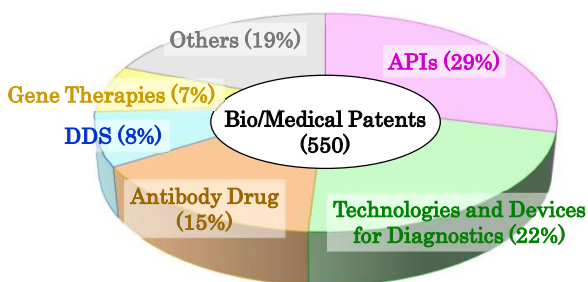 Others (19%)
APIs (29%)
Gene Therapies (7%)
Bio/Medical Patents
(550)
DDS (8%)
Antibody Drug
(15%)
Technologies and Devices
for Diagnostics (22%)